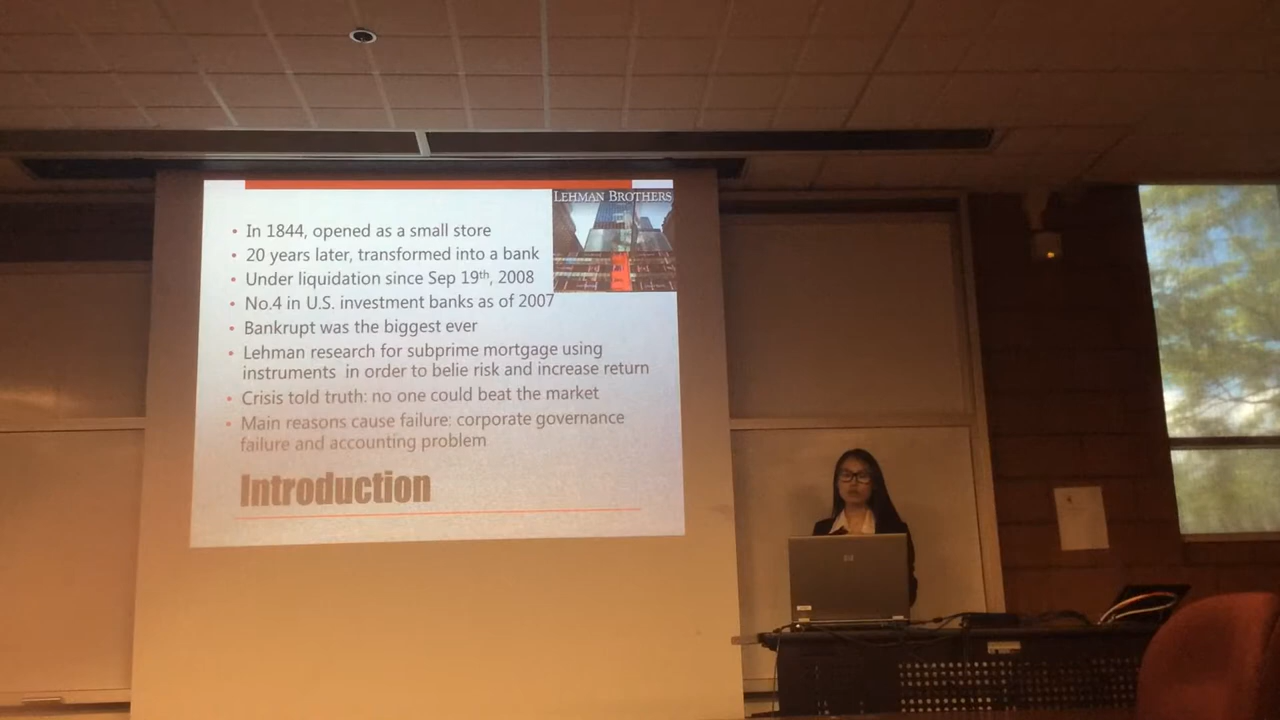 LEHMAN BROTHERS
• In 1844, opened as a small store
• 20 years later, transformed into a bank
• Under liquidation since Sep 19th, 2008
• No.4 in U.S. investment banks as of 2007
• Bankrupt was the biggest ever
• Lehman research for subprime mortgage using
instruments in order to belie risk and increase return
• Crisis told truth: no one could beat the market
• Main reasons cause failure: corporate governance
failure and accounting problem
Introduction
hp